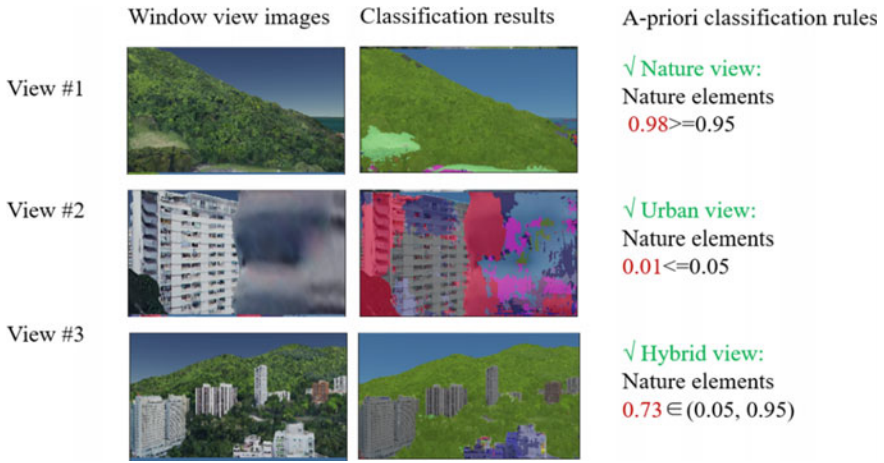 Window view images Classification results A-priori classification rules
View #1
√ Nature view:
Nature elements
0.98>=0.95
View #2
√ Urban view:
Nature elements
0.01<=0.05
View #3
√ Hybrid view:
Nature elements
0.73∈(0.05, 0.95)